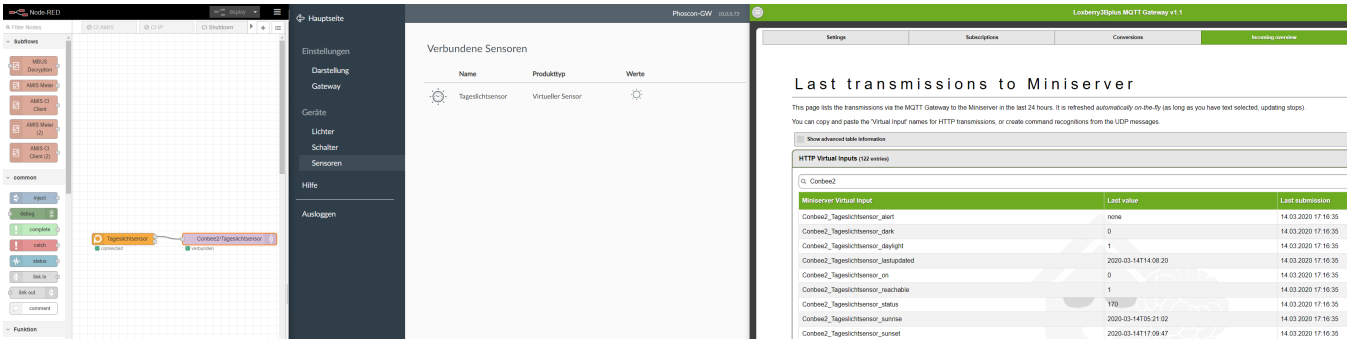 Node-RED
deploy
Filter Nodes
CI AMIS
CI IP
CI Shutdown
Subflows
MBUS
Decryption
AMIS Meter
AMIS CI
Client
AMIS Meter
(2)
AMIS CI
Client (2)
common
inject
debug
complete
catch
status
link in
link out
comment
Funktion
Tageslichtsensor
connected
Conbee2/Tageslichtsensor
verbunden
Hauptseite
Phoscon-GW 10.0.0.72
Einstellungen
Darstellung
Gateway
Geräte
Lichter
Schalter
Sensoren
Hilfe
Ausloggen
Verbundene Sensoren
Name Produkttyp Werte
Tageslichtsensor Virtueller Sensor
Loxberry3Bplus MQTT Gateway v1.1
Settings Subscriptions Conversions Incoming overview
Last transmissions to Miniserver
This page lists the transmissions via the MQTT Gateway to the Miniserver in the last 24 hours. It is refreshed automatically on-the-fly (as long as you have text selected, updating stops).
You can copy and paste the 'Virtual Input' names for HTTP transmissions, or create command recognitions from the UDP messages.
Show advanced table information
HTTP Virtual Inputs (122 entries)
Conbee2
Miniserver Virtual Input Last value Last submission
Conbee2_Tageslichtsensor_alert none 14.03.2020 17:16:35
Conbee2_Tageslichtsensor_dark 0 14.03.2020 17:16:35
Conbee2_Tageslichtsensor_daylight 1 14.03.2020 17:16:35
Conbee2_Tageslichtsensor_lastupdated 2020-03-14T14:08:20 14.03.2020 17:16:35
Conbee2_Tageslichtsensor_on 0 14.03.2020 17:16:35
Conbee2_Tageslichtsensor_reachable 1 14.03.2020 17:16:35
Conbee2_Tageslichtsensor_status 170 14.03.2020 17:16:35
Conbee2_Tageslichtsensor_sunrise 2020-03-14T05:21:02 14.03.2020 17:16:35
Conbee2_Tageslichtsensor_sunset 2020-03-14T17:09:47 14.03.2020 17:16:35